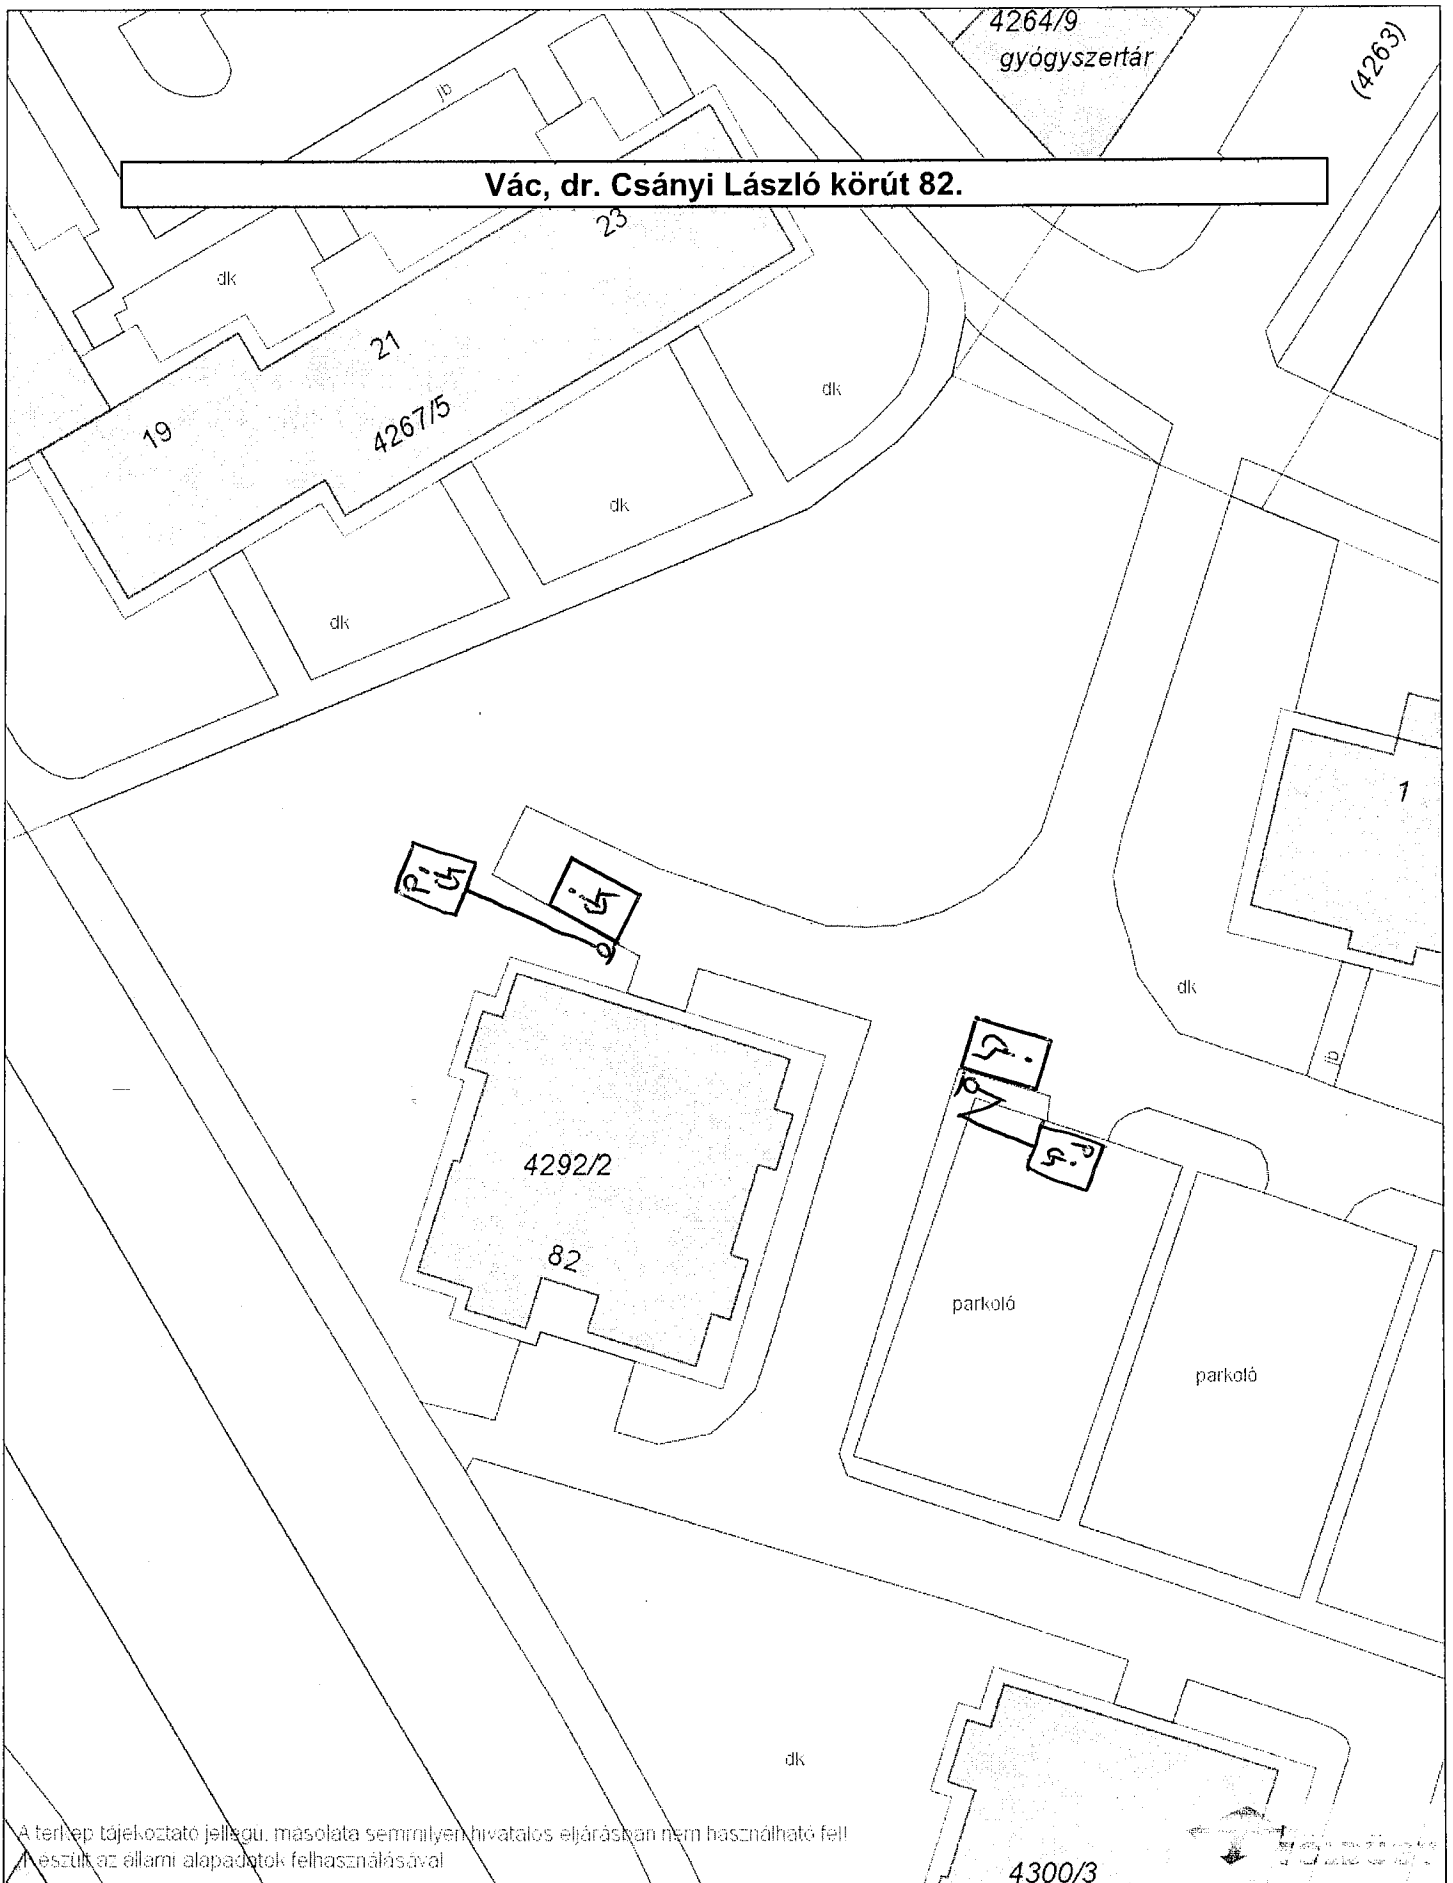 4264/9
gyógyszertár
(4263)
jb
Vác, dr. Csányi László körút 82.
23
dk
21
dk
19
4267/5
dk
dk
1
P
dk
jb
4292/2
P
82
parkoló
parkoló
dk
A terkep tájékoztató jellegű, masolata semmilyen hivatalos eljárásban nem használható fel!
Készült az állami alapadatok felhasználásával
4300/3